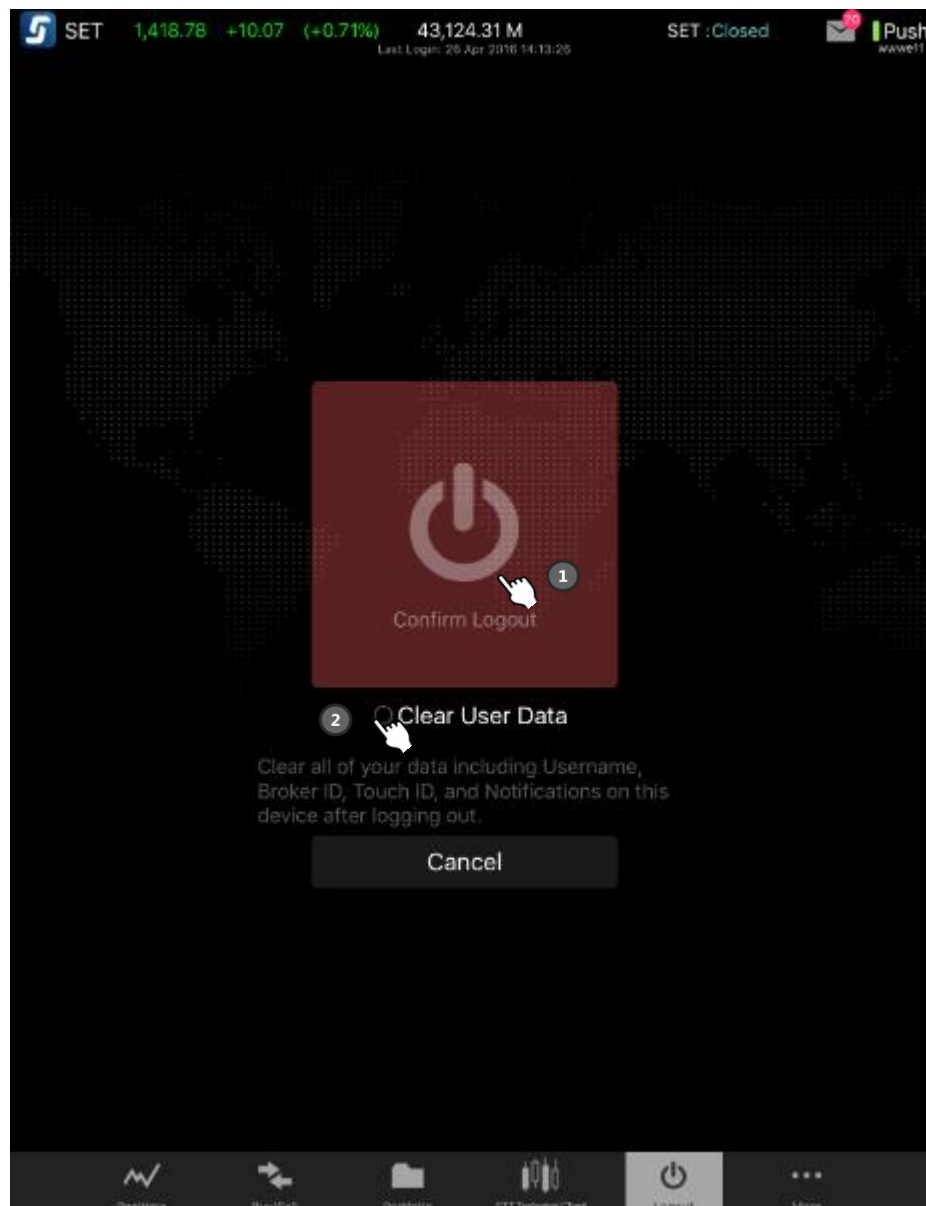 SET 1,418.78 +10.07 (+0.71%) 43,124.31 M SET :Closed 20 Push
Last Login: 26 Apr 2016 14:13:26 wwwe11
1
Confirm Logout
2 Clear User Data
Clear all of your data including Username,
Broker ID, Touch ID, and Notifications on this
device after logging out.
Cancel